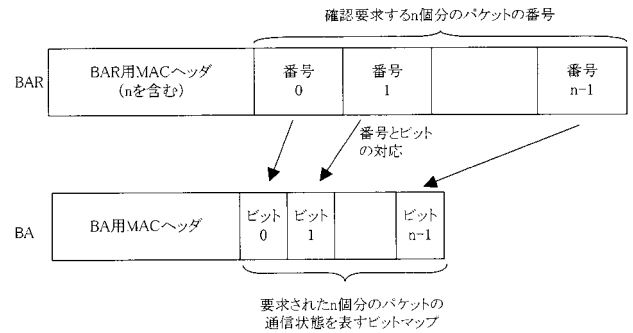 確認要求するn個分のパケットの番号
BAR
BAR用MACヘッダ
(nを含む)
番号
0
番号
1
番号
n-1
番号とビット
の対応
BA
BA用MACヘッダ
ビット
0
ビット
1
ビット
n-1
要求されたn個分のパケットの
通信状態を表すビットマップ